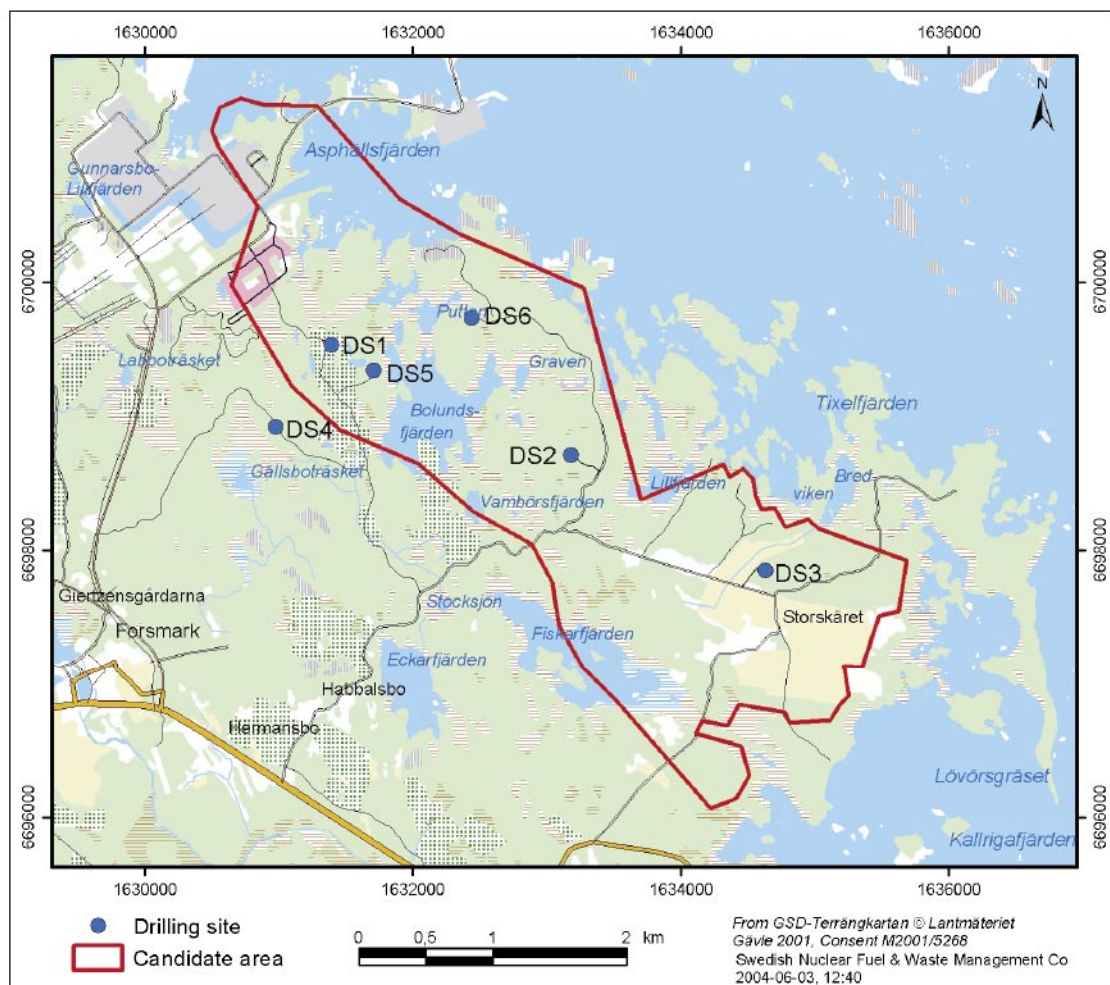 1630000 1632000 1634000 1636000
N
Asphällsfjärden
Gunnarsbo-
Lillfjärden
6700000 6700000
Puttan
DS6
DS1
Graven
Labboträsket
DS5
Tixelfjärden
Bolunds-
fjärden
DS4
DS2
Gällsboträsket
Lillfjärden
Bred
viken
Vambörsfjärden
6698000 6698000
DS3
Giertzensgårdarna
Stocksjön
Storskäret
Forsmark
Fiskarfjärden
Eckarfjärden
Habbalsbo
Hermansbo
Lövörsgräset
6696000 6696000
Kallrigafjärden
1630000 1632000 1634000 1636000
Drilling site
Candidate area
0 0,5 1 2 km
From GSD-Terrängkartan © Lantmäteriet
Gävle 2001, Consent M2001/5268
Swedish Nuclear Fuel & Waste Management Co
2004-06-03, 12:40